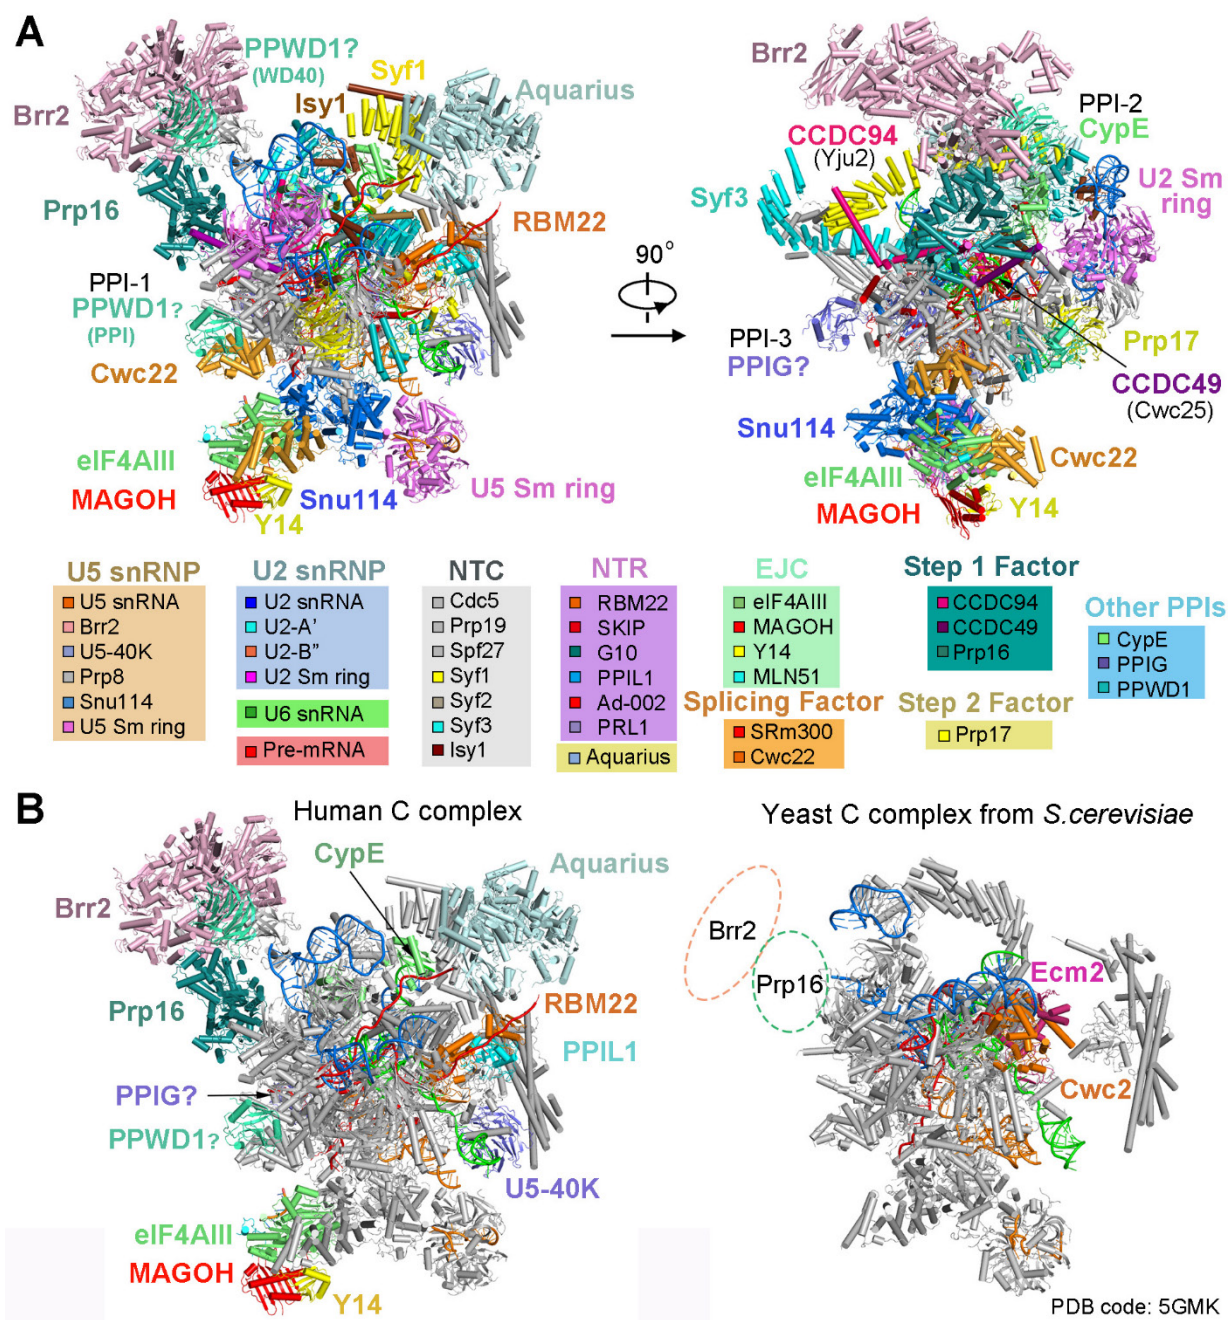 A
PPWD1?
(WD40)
Syf1
Isy1
Aquarius
Brr2
Prp16
RBM22
PPI-1
PPWD1?
(PPI)
Cwc22
eIF4AIII
MAGOH
Y14
Snu114
U5 Sm ring
90°
Brr2
PPI-2
CypE
CCDC94
(Yju2)
U2 Sm
ring
Syf3
PPI-3
PPIG?
Prp17
CCDC49
(Cwc25)
Snu114
Cwc22
eIF4AIII
MAGOH
Y14
U5 snRNP
U5 snRNA
Brr2
U5-40K
Prp8
Snu114
U5 Sm ring
U2 snRNP
U2 snRNA
U2-A'
U2-B"
U2 Sm ring
U6 snRNA
Pre-mRNA
NTC
Cdc5
Prp19
Spf27
Syf1
Syf2
Syf3
Isy1
NTR
RBM22
SKIP
G10
PPIL1
Ad-002
PRL1
Aquarius
EJC
eIF4AIII
MAGOH
Y14
MLN51
Splicing Factor
SRm300
Cwc22
Step 1 Factor
CCDC94
CCDC49
Prp16
Step 2 Factor
Prp17
Other PPIs
CypE
PPIG
PPWD1
B
Human C complex
CypE
Aquarius
Brr2
Prp16
RBM22
PPIL1
PPIG?
PPWD1?
U5-40K
eIF4AIII
MAGOH
Y14
Yeast C complex from S.cerevisiae
Brr2
Prp16
Ecm2
Cwc2
PDB code: 5GMK